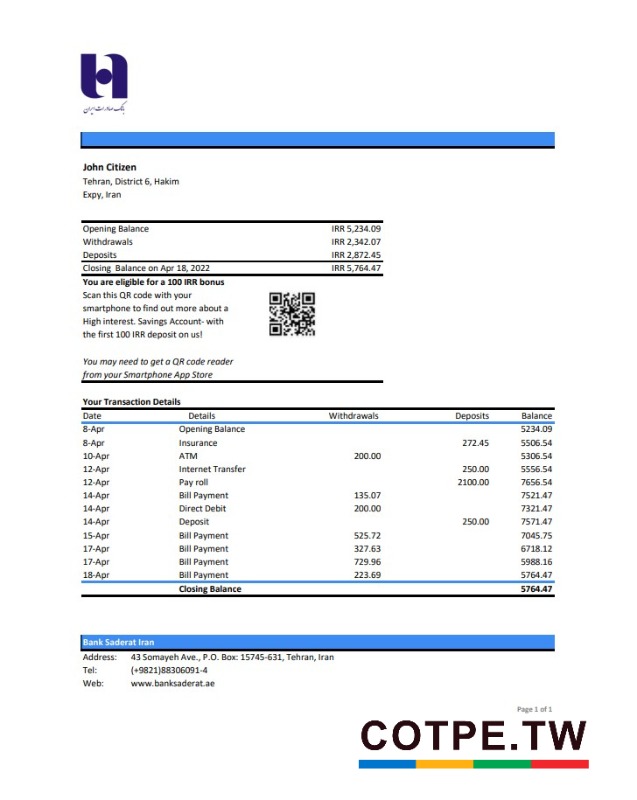 بانک صادرات ایران
John Citizen
Tehran, District 6, Hakim
Expy, Iran
Opening Balance IRR 5,234.09
Withdrawals IRR 2,342.07
Deposits IRR 2,872.45
Closing Balance on Apr 18, 2022 IRR 5,764.47
You are eligible for a 100 IRR bonus
Scan this QR code with your
smartphone to find out more about a
High interest. Savings Account- with
the first 100 IRR deposit on us!
You may need to get a QR code reader
from your Smartphone App Store
Your Transaction Details
Date Details Withdrawals Deposits Balance
8-Apr Opening Balance 5234.09
8-Apr Insurance 272.45 5506.54
10-Apr ATM 200.00 5306.54
12-Apr Internet Transfer 250.00 5556.54
12-Apr Pay roll 2100.00 7656.54
14-Apr Bill Payment 135.07 7521.47
14-Apr Direct Debit 200.00 7321.47
14-Apr Deposit 250.00 7571.47
15-Apr Bill Payment 525.72 7045.75
17-Apr Bill Payment 327.63 6718.12
17-Apr Bill Payment 729.96 5988.16
18-Apr Bill Payment 223.69 5764.47
Closing Balance 5764.47
Bank Saderat Iran
Address: 43 Somayeh Ave., P.O. Box: 15745-631, Tehran, Iran
Tel: (+9821)88306091-4
Web: www.banksaderat.ae
Page 1 of 1
COTPE.TW